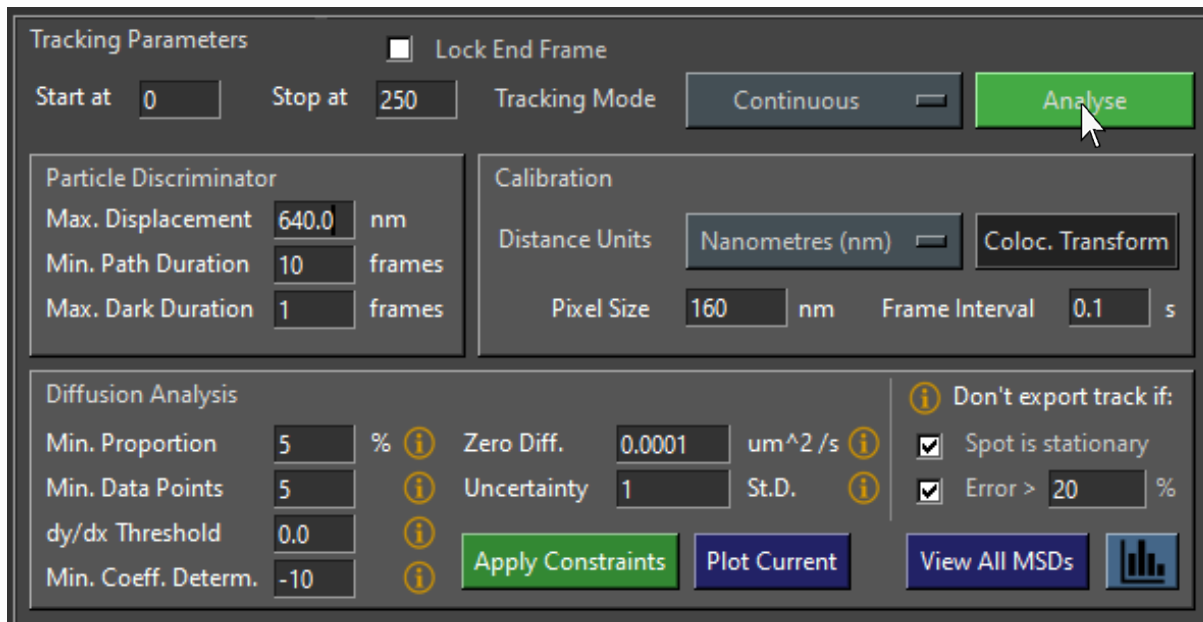 Tracking Parameters
Lock End Frame
Start at 0 Stop at 250 Tracking Mode Continuous Analyse
Particle Discriminator
Max. Displacement 640.0 nm
Min. Path Duration 10 frames
Max. Dark Duration 1 frames
Calibration
Distance Units Nanometres (nm) Coloc. Transform
Pixel Size 160 nm Frame Interval 0.1 s
Diffusion Analysis
Min. Proportion 5 % i Zero Diff. 0.0001 um^2 /s i
Min. Data Points 5 i Uncertainty 1 St.D. i
dy/dx Threshold 0.0 i
Min. Coeff. Determ. -10 i
Apply Constraints Plot Current
i Don't export track if:
Spot is stationary
Error > 20 %
View All MSDs